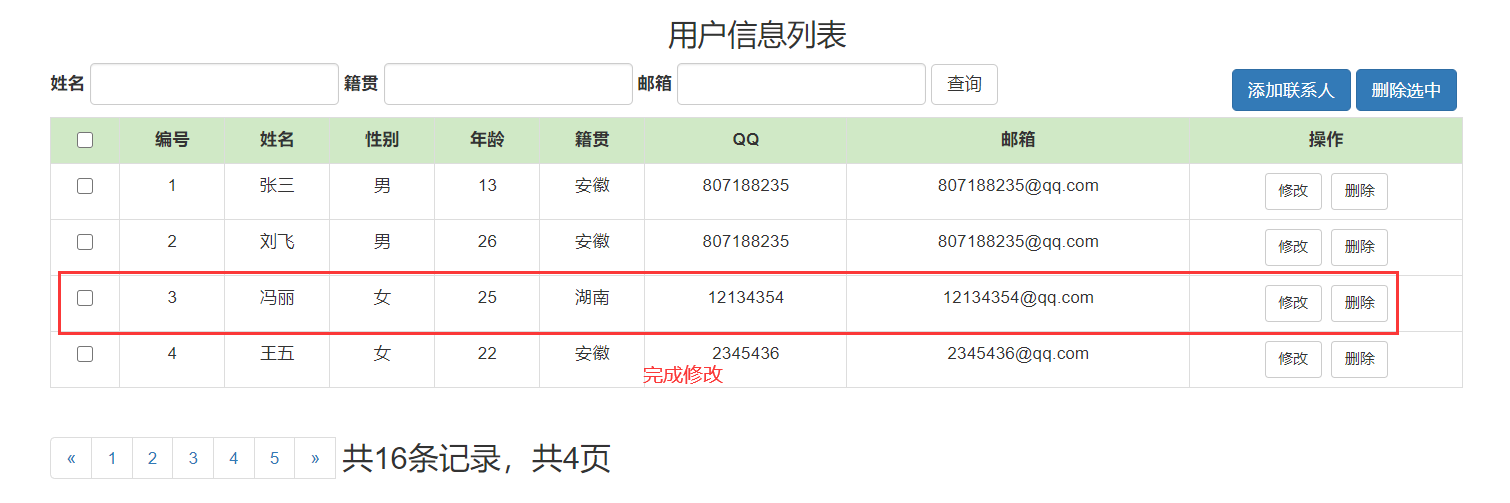 用户信息列表
姓名 籍贯 邮箱 查询 添加联系人 删除选中
编号 姓名 性别 年龄 籍贯 QQ 邮箱 操作
1 张三 男 13 安徽 807188235 807188235@qq.com 修改 删除
2 刘飞 男 26 安徽 807188235 807188235@qq.com 修改 删除
3 冯丽 女 25 湖南 12134354 12134354@qq.com 修改 删除
4 王五 女 22 安徽 2345436 2345436@qq.com 修改 删除
完成修改
« 1 2 3 4 5 » 共16条记录，共4页